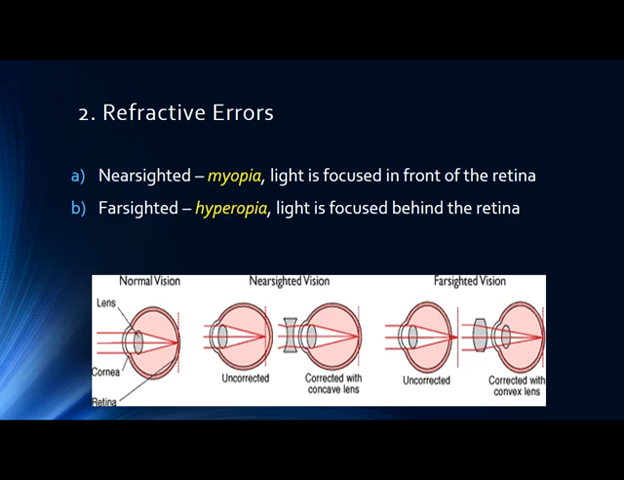 2. Refractive Errors
a) Nearsighted – myopia, light is focused in front of the retina
b) Farsighted – hyperopia, light is focused behind the retina
Normal Vision
Nearsighted Vision
Farsighted Vision
Lens
Cornea
Retina
Uncorrected
Corrected with
concave lens
Uncorrected
Corrected with
convex lens